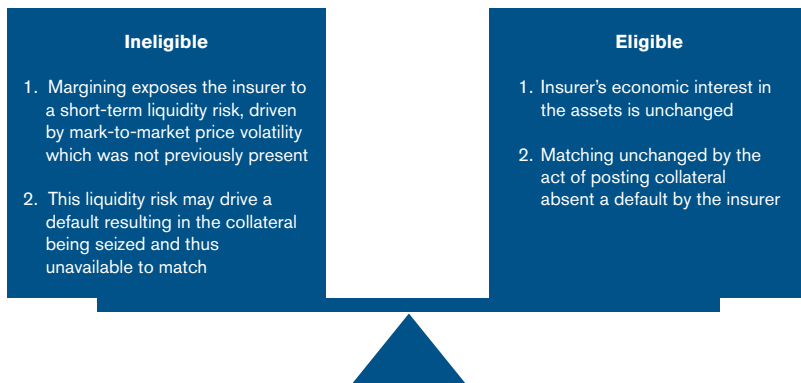 Ineligible
1. Margining exposes the insurer to
a short-term liquidity risk, driven
by mark-to-market price volatility
which was not previously present
2. This liquidity risk may drive a
default resulting in the collateral
being seized and thus
unavailable to match
Eligible
1. Insurer's economic interest in
the assets is unchanged
2. Matching unchanged by the
act of posting collateral
absent a default by the insurer